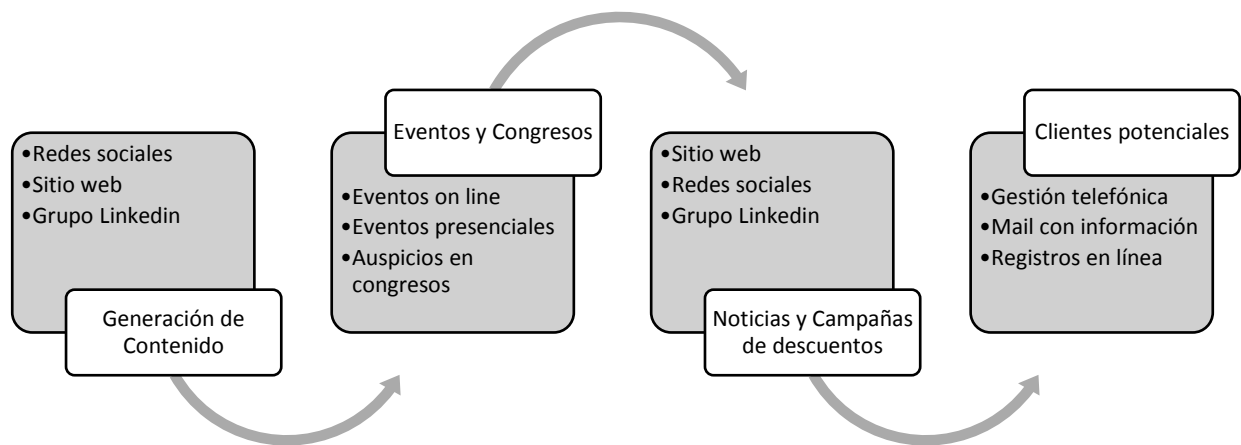 •Redes sociales
•Sitio web
•Grupo Linkedin
Generación de
Contenido
Eventos y Congresos
•Eventos on line
•Eventos presenciales
•Auspicios en
congresos
•Sitio web
•Redes sociales
•Grupo Linkedin
Noticias y Campañas
de descuentos
Clientes potenciales
•Gestión telefónica
•Mail con información
•Registros en línea